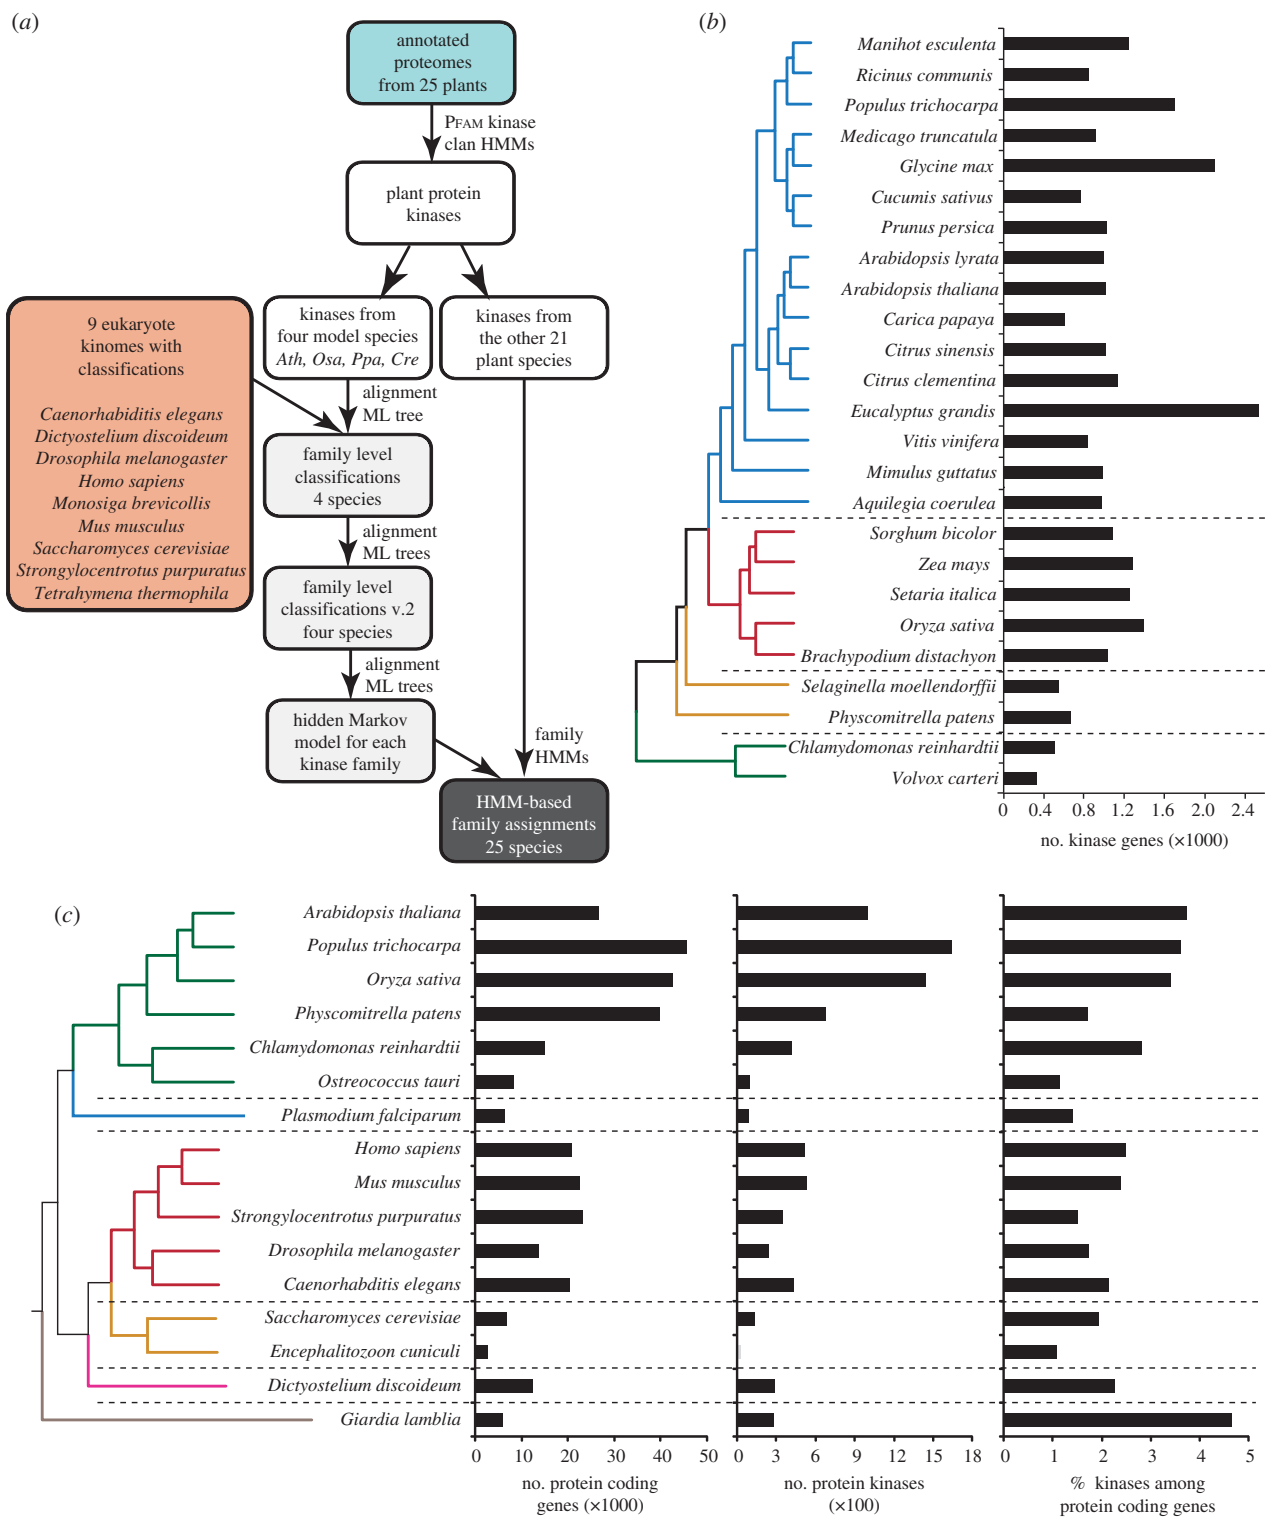 (a)
annotated
proteomes
from 25 plants
PFAM kinase
clan HMMs
plant protein
kinases
9 eukaryote
kinomes with
classifications
Caenorhabiditis elegans
Dictyostelium discoideum
Drosophila melanogaster
Homo sapiens
Monosiga brevicollis
Mus musculus
Saccharomyces cerevisiae
Strongylocentrotus purpuratus
Tetrahymena thermophila
kinases from
four model species
Ath, Osa, Ppa, Cre
kinases from
the other 21
plant species
alignment
ML tree
family level
classifications
4 species
alignment
ML trees
family level
classifications v.2
four species
alignment
ML trees
hidden Markov
model for each
kinase family
family
HMMs
HMM-based
family assignments
25 species
(b)
Manihot esculenta
Ricinus communis
Populus trichocarpa
Medicago truncatula
Glycine max
Cucumis sativus
Prunus persica
Arabidopsis lyrata
Arabidopsis thaliana
Carica papaya
Citrus sinensis
Citrus clementina
Eucalyptus grandis
Vitis vinifera
Mimulus guttatus
Aquilegia coerulea
Sorghum bicolor
Zea mays
Setaria italica
Oryza sativa
Brachypodium distachyon
Selaginella moellendorffii
Physcomitrella patens
Chlamydomonas reinhardtii
Volvox carteri
0 0.4 0.8 1.2 1.6 2.0 2.4
no. kinase genes (×1000)
(c)
Arabidopsis thaliana
Populus trichocarpa
Oryza sativa
Physcomitrella patens
Chlamydomonas reinhardtii
Ostreococcus tauri
Plasmodium falciparum
Homo sapiens
Mus musculus
Strongylocentrotus purpuratus
Drosophila melanogaster
Caenorhabditis elegans
Saccharomyces cerevisiae
Encephalitozoon cuniculi
Dictyostelium discoideum
Giardia lamblia
0 10 20 30 40 50
no. protein coding
genes (×1000)
0 3 6 9 12 15 18
no. protein kinases
(×100)
0 1 2 3 4 5
% kinases among
protein coding genes